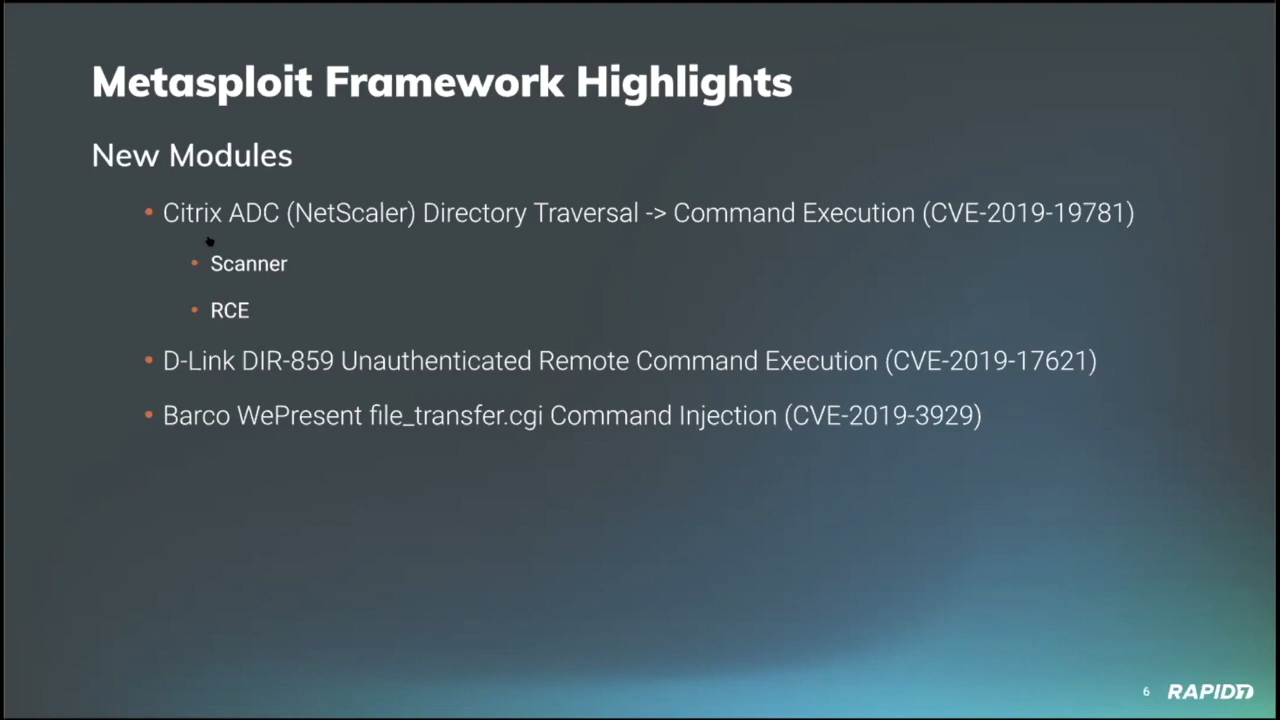 Metasploit Framework Highlights
New Modules
• Citrix ADC (NetScaler) Directory Traversal -> Command Execution (CVE-2019-19781)
• Scanner
• RCE
• D-Link DIR-859 Unauthenticated Remote Command Execution (CVE-2019-17621)
• Barco WePresent file_transfer.cgi Command Injection (CVE-2019-3929)
6 RAPID7